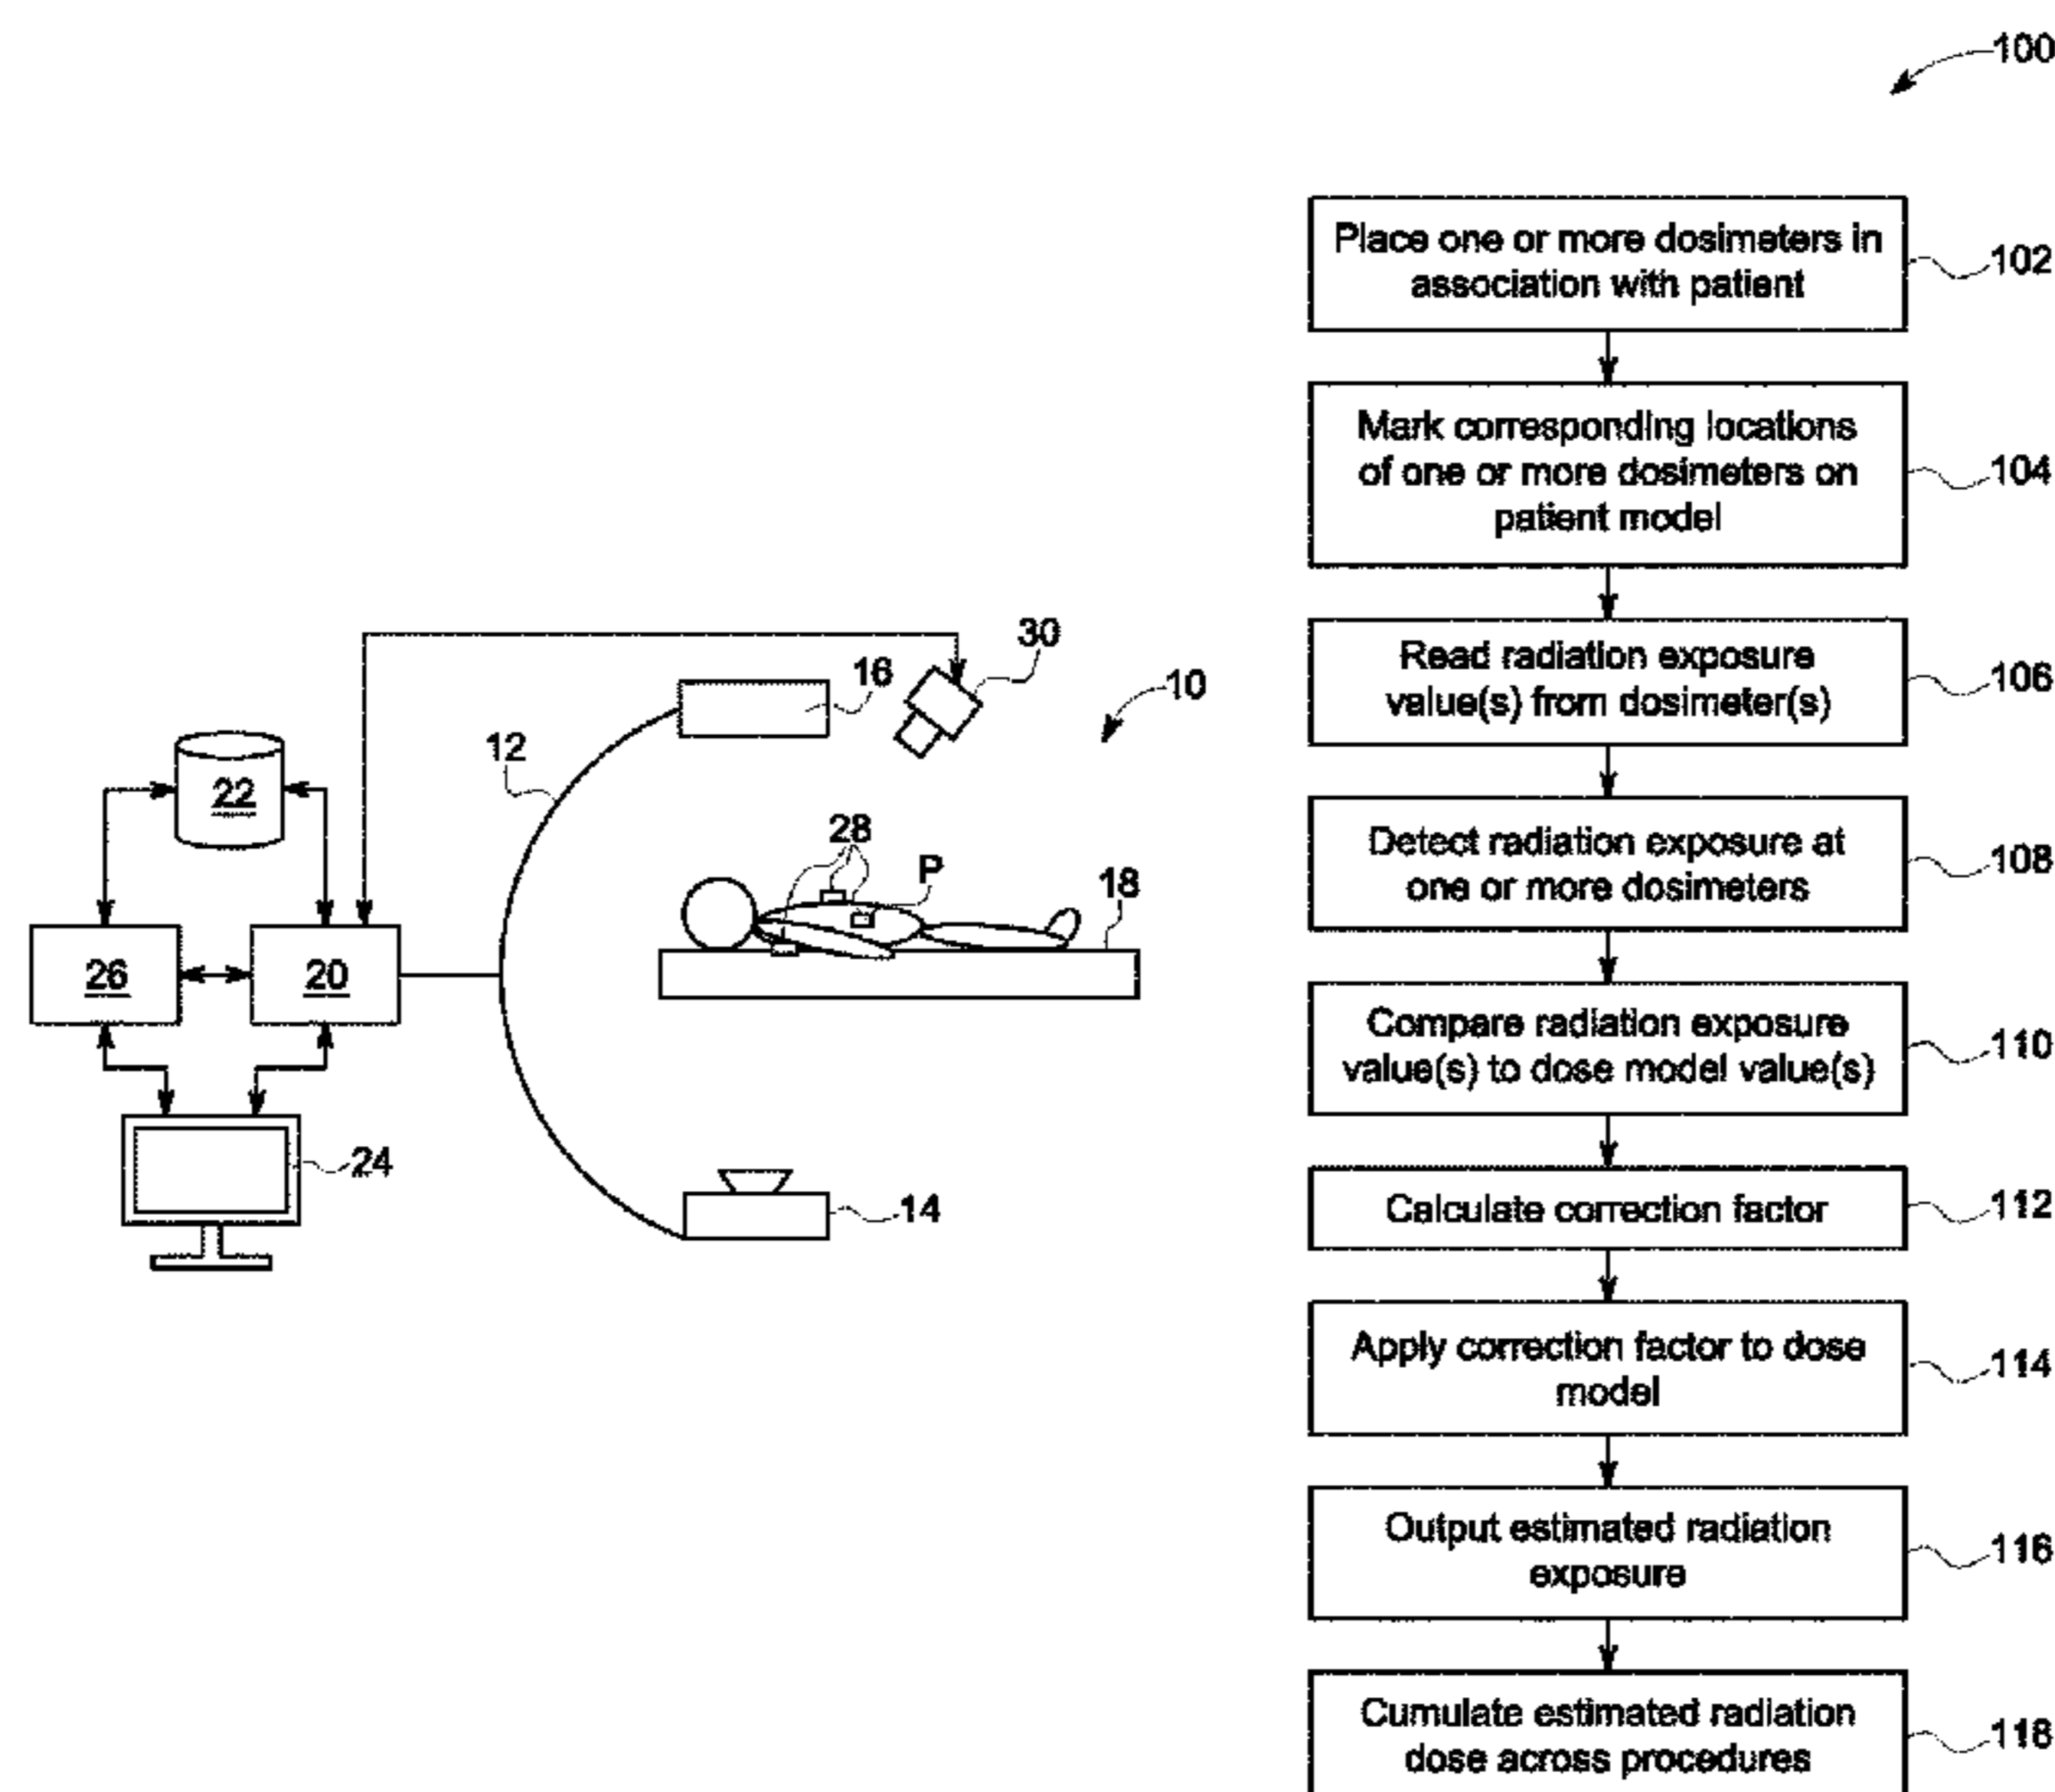 100
Place one or more dosimeters in
association with patient
102
Mark corresponding locations
of one or more dosimeters on
patient model
104
Read radiation exposure
value(s) from dosimeter(s)
106
Detect radiation exposure at
one or more dosimeters
108
Compare radiation exposure
value(s) to dose model value(s)
110
Calculate correction factor
112
Apply correction factor to dose
model
114
Output estimated radiation
exposure
116
Cumulate estimated radiation
dose across procedures
118
30
16
10
12
22
28
P
18
26
20
24
14